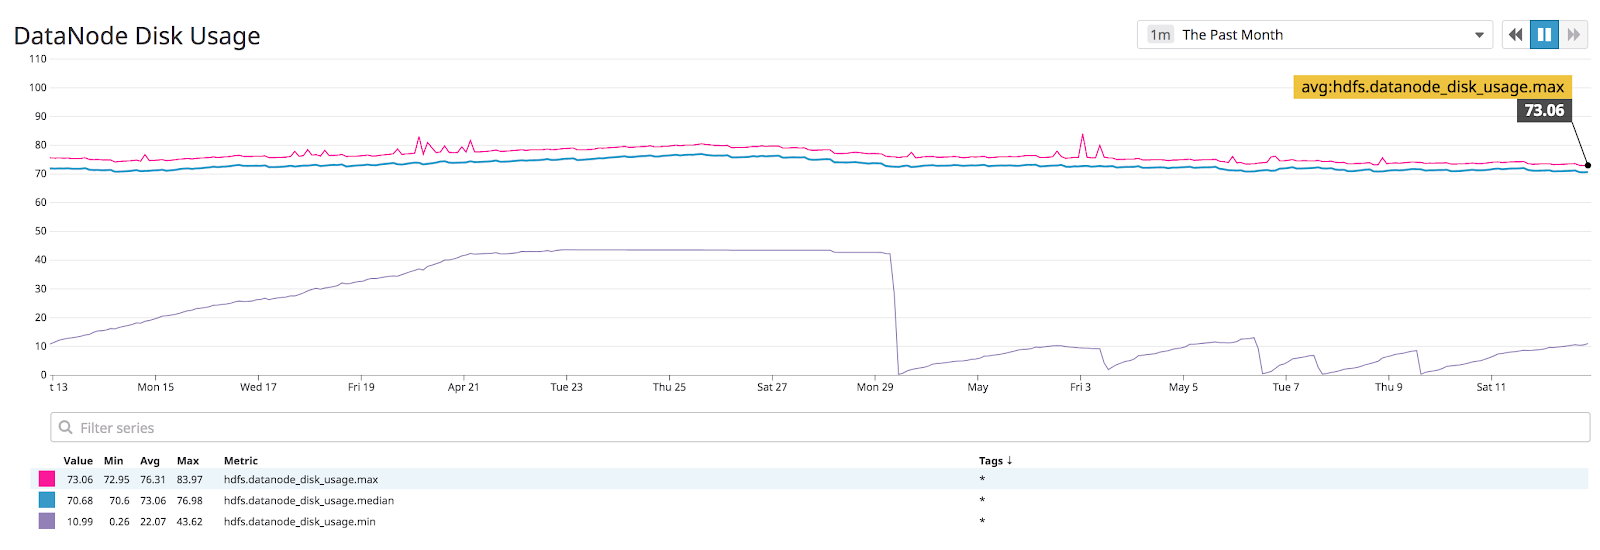 DataNode Disk Usage
1m The Past Month
110
100
90
80
70
60
50
40
30
20
10
0
avg:hdfs.datanode_disk_usage.max
73.06
t 13 Mon 15 Wed 17 Fri 19 Apr 21 Tue 23 Thu 25 Sat 27 Mon 29 May Fri 3 May 5 Tue 7 Thu 9 Sat 11
Filter series
Value Min Avg Max Metric Tags ↓
73.06 72.95 76.31 83.97 hdfs.datanode_disk_usage.max *
70.68 70.6 73.06 76.98 hdfs.datanode_disk_usage.median *
10.99 0.26 22.07 43.62 hdfs.datanode_disk_usage.min *